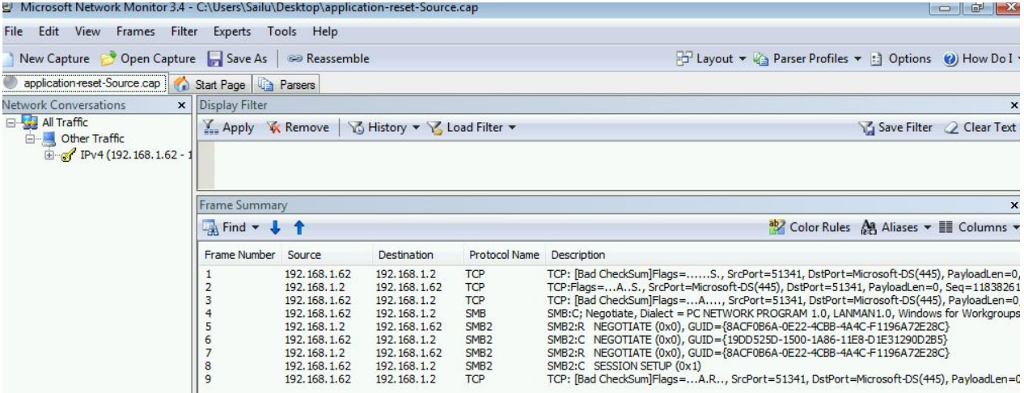 Microsoft Network Monitor 3.4 - C:\Users\Sailu\Desktop\application-reset-Source.cap
File Edit View Frames Filter Experts Tools Help
New Capture Open Capture Save As Reassemble Layout Parser Profiles Options How Do I
application-reset-Source.cap Start Page Parsers
Network Conversations
All Traffic
Other Traffic
IPv4 (192.168.1.62 - 1
Display Filter
Apply Remove History Load Filter Save Filter Clear Text
Frame Summary
Find Color Rules Aliases Columns
Frame Number Source Destination Protocol Name Description
1 192.168.1.62 192.168.1.2 TCP TCP: [Bad CheckSum]Flags=......S., SrcPort=51341, DstPort=Microsoft-DS(445), PayloadLen=0,
2 192.168.1.2 192.168.1.62 TCP TCP:Flags=...A..S., SrcPort=Microsoft-DS(445), DstPort=51341, PayloadLen=0, Seq=11838261
3 192.168.1.62 192.168.1.2 TCP TCP: [Bad CheckSum]Flags=...A...., SrcPort=51341, DstPort=Microsoft-DS(445), PayloadLen=0,
4 192.168.1.62 192.168.1.2 SMB SMB:C; Negotiate, Dialect = PC NETWORK PROGRAM 1.0, LANMAN1.0, Windows for Workgroups
5 192.168.1.2 192.168.1.62 SMB2 SMB2:R NEGOTIATE (0x0), GUID={8ACF0B6A-0E22-4CBB-4A4C-F1196A72E28C}
6 192.168.1.62 192.168.1.2 SMB2 SMB2:C NEGOTIATE (0x0), GUID={19DD525D-1500-1A86-11E8-D1E31290D2B5}
7 192.168.1.2 192.168.1.62 SMB2 SMB2:R NEGOTIATE (0x0), GUID={8ACF0B6A-0E22-4CBB-4A4C-F1196A72E28C}
8 192.168.1.62 192.168.1.2 SMB2 SMB2:C SESSION SETUP (0x1)
9 192.168.1.62 192.168.1.2 TCP TCP: [Bad CheckSum]Flags=...A.R.., SrcPort=51341, DstPort=Microsoft-DS(445), PayloadLen=0